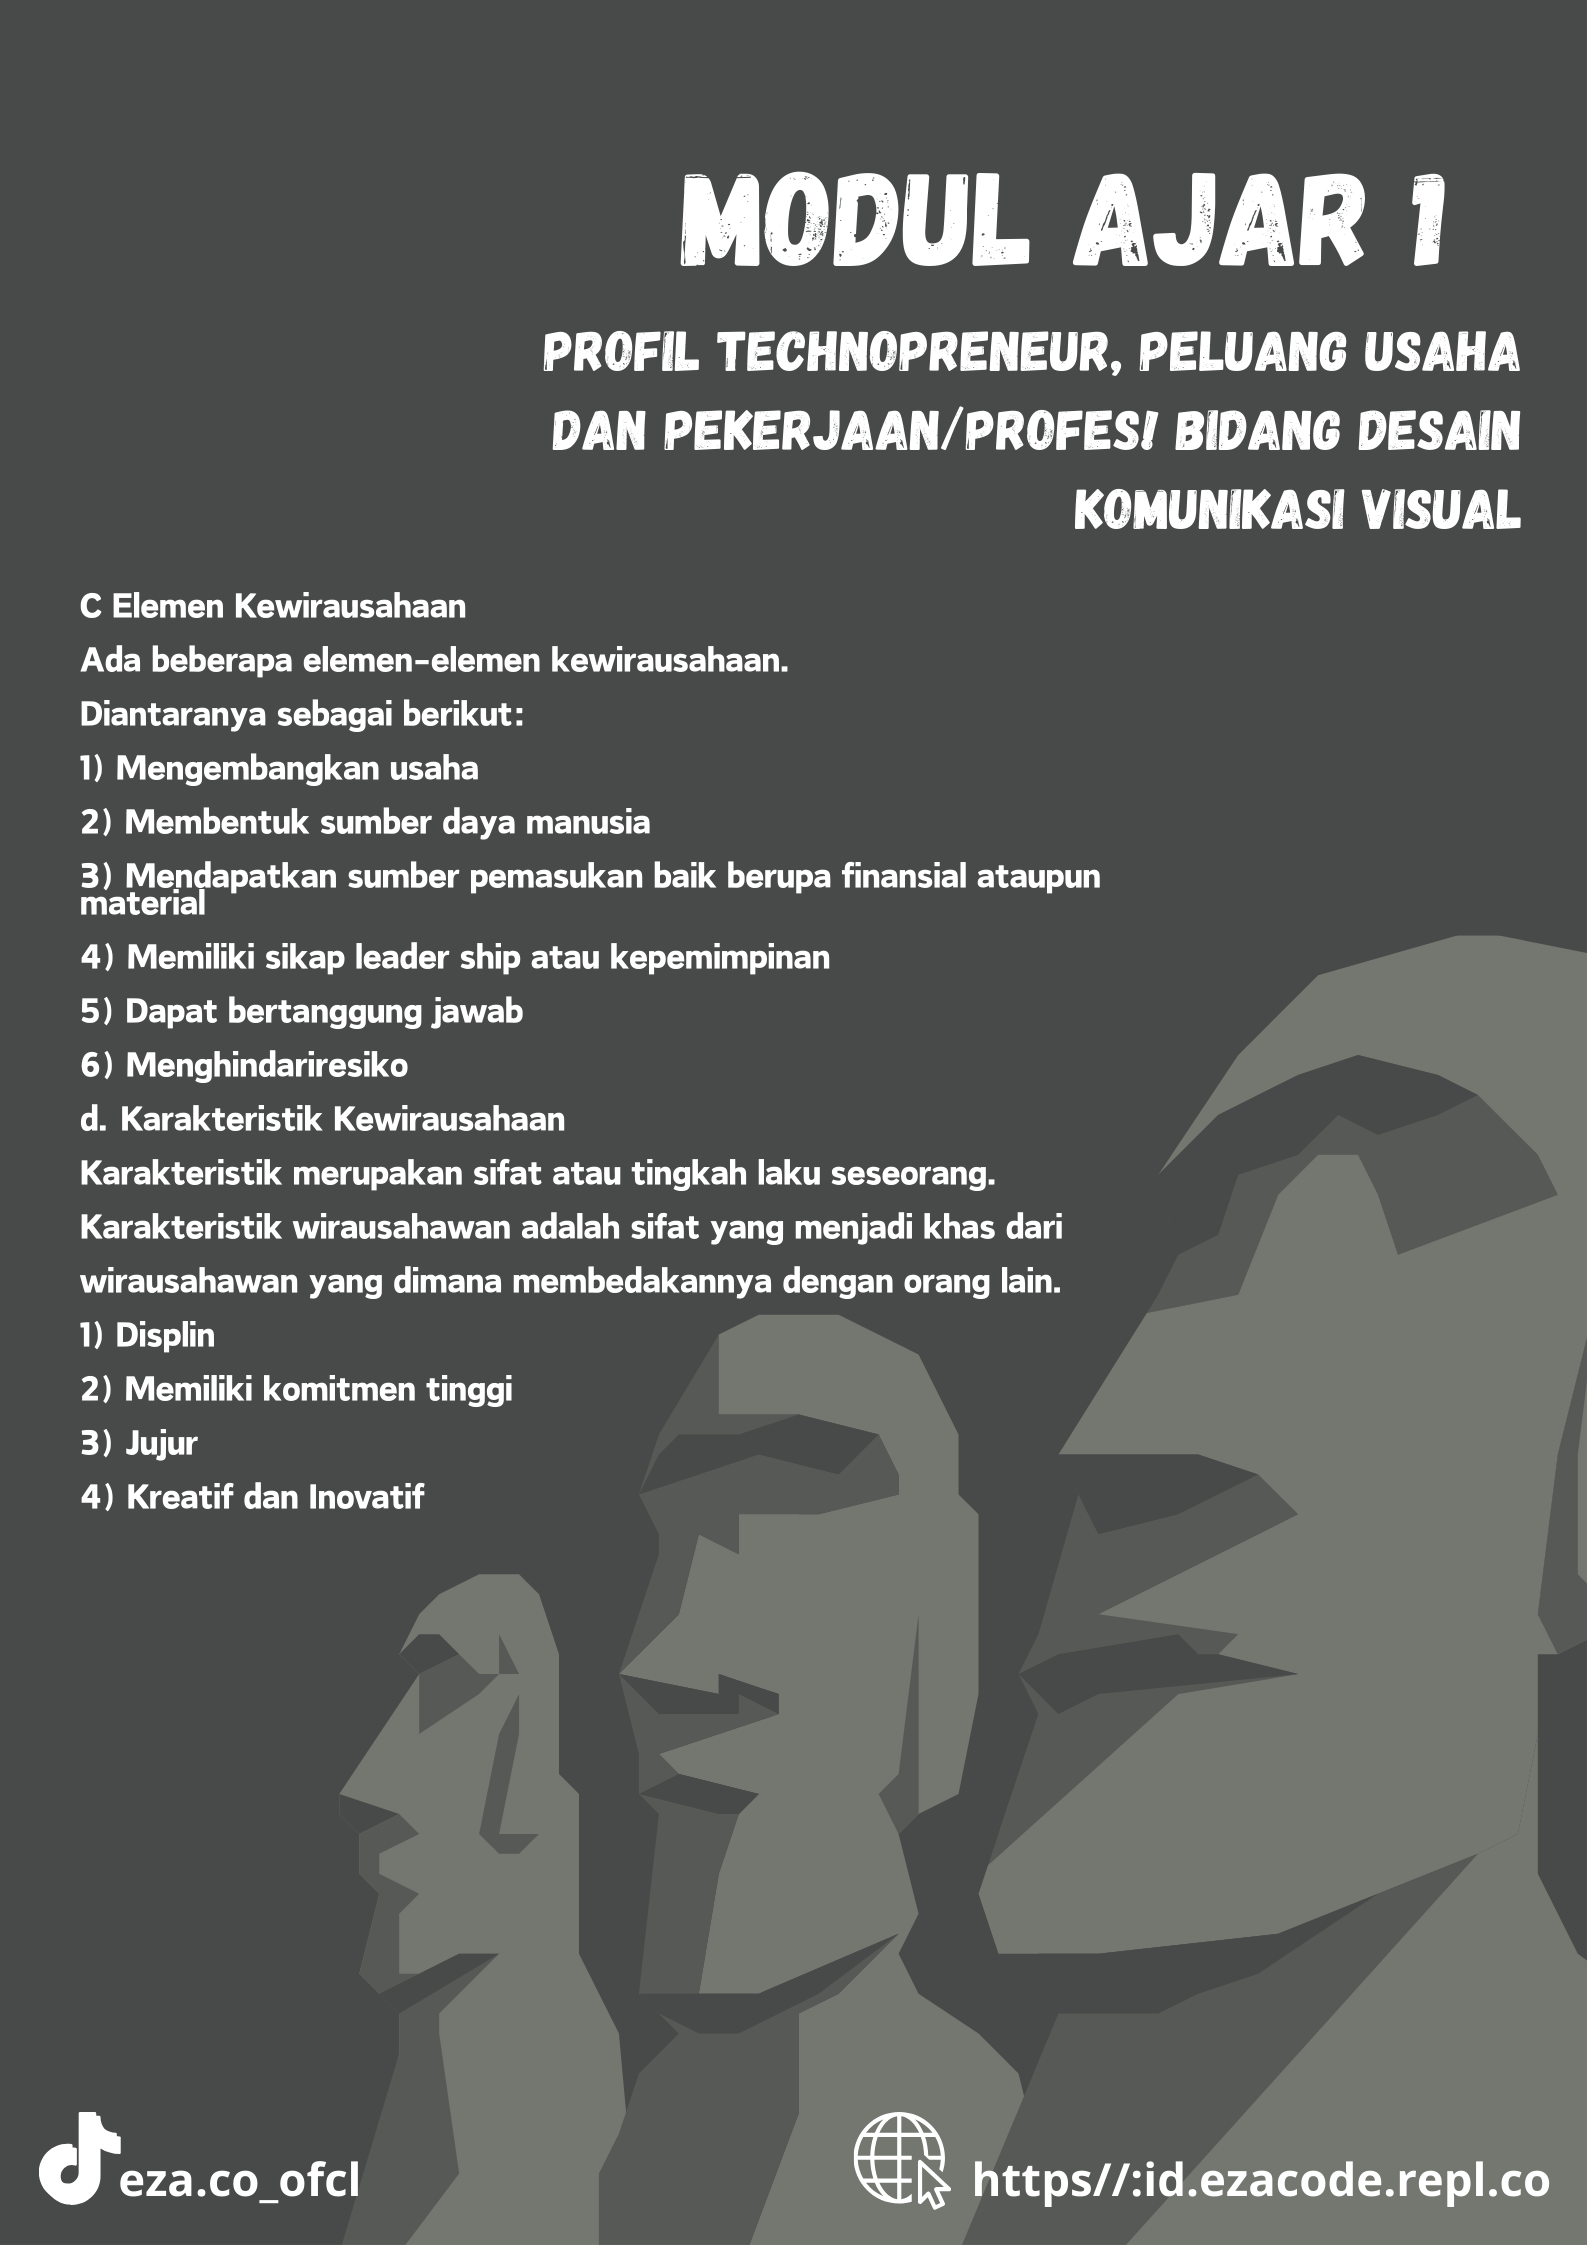 MODUL AJAR 1
PROFIL TECHNOPRENEUR, PELUANG USAHA
DAN PEKERJAAN/PROFES! BIDANG DESAIN
KOMUNIKASI VISUAL
C Elemen Kewirausahaan
Ada beberapa elemen-elemen kewirausahaan.
Diantaranya sebagai berikut:
1) Mengembangkan usaha
2) Membentuk sumber daya manusia
3) Mendapatkan sumber pemasukan baik berupa finansial ataupun
material
4) Memiliki sikap leader ship atau kepemimpinan
5) Dapat bertanggung jawab
6) Menghindariresiko
d. Karakteristik Kewirausahaan
Karakteristik merupakan sifat atau tingkah laku seseorang.
Karakteristik wirausahawan adalah sifat yang menjadi khas dari
wirausahawan yang dimana membedakannya dengan orang lain.
1) Displin
2) Memiliki komitmen tinggi
3) Jujur
4) Kreatif dan Inovatif
eza.co_ofcl
https//:id.ezacode.repl.co